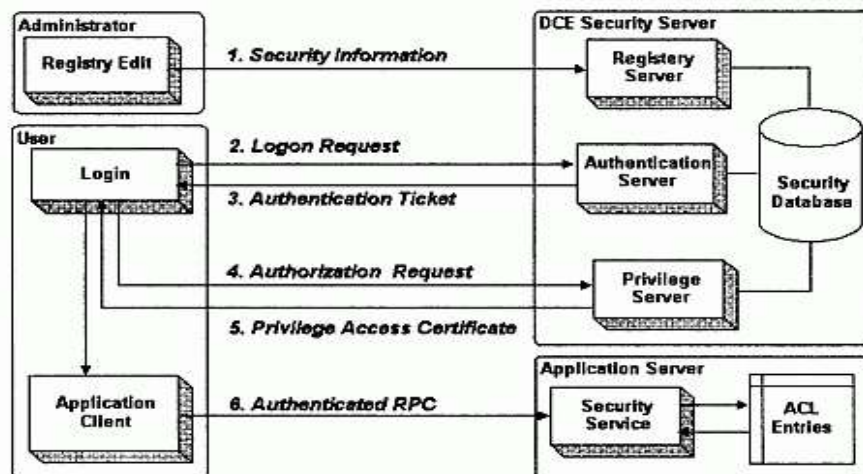 Administrator
Registry Edit
1. Security Information
DCE Security Server
Registery
Server
User
Login
2. Logon Request
3. Authentication Ticket
Authentication
Server
Security
Database
4. Authorization Request
5. Privilege Access Certificate
Privilege
Server
Application
Client
6. Authenticated RPC
Application Server
Security
Service
ACL
Entries